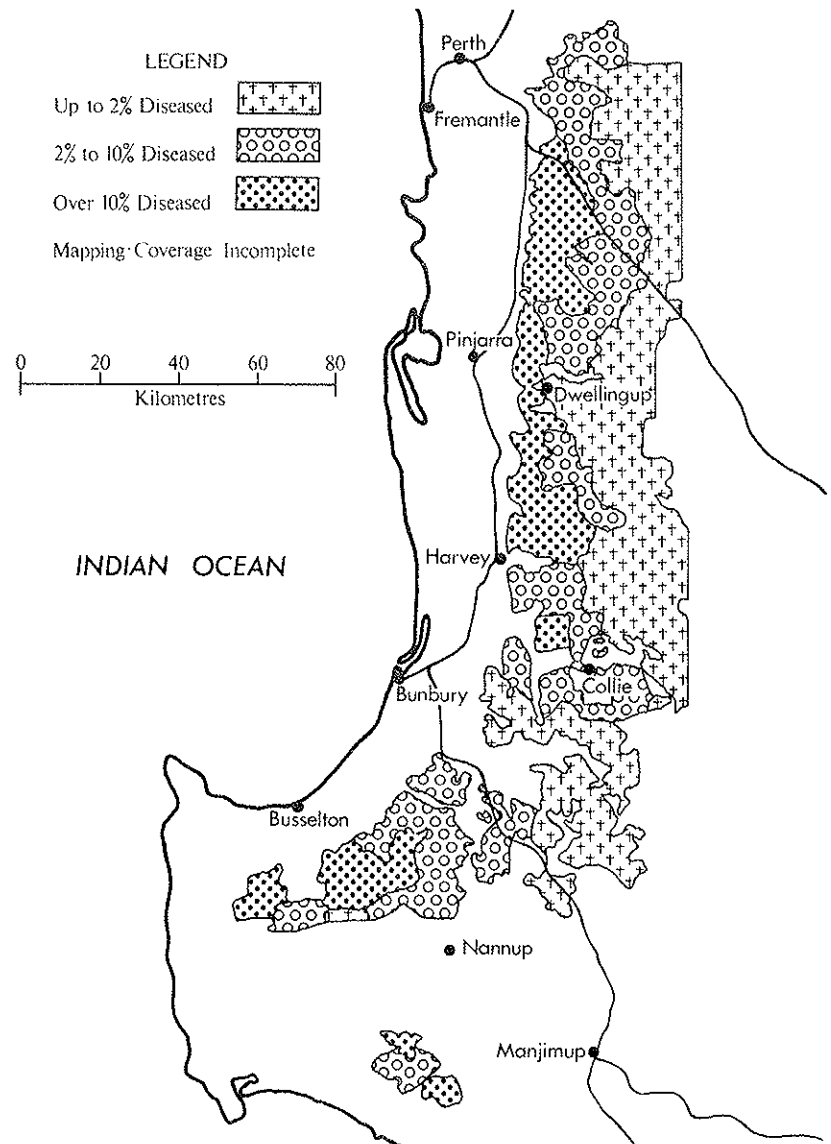 LEGEND
Up to 2% Diseased
2% to 10% Diseased
Over 10% Diseased
Mapping Coverage Incomplete
0 20 40 60 80
Kilometres
Perth
Fremantle
Pinjarra
Dwellingup
INDIAN OCEAN
Harvey
Collie
Bunbury
Busselton
Nannup
Manjimup